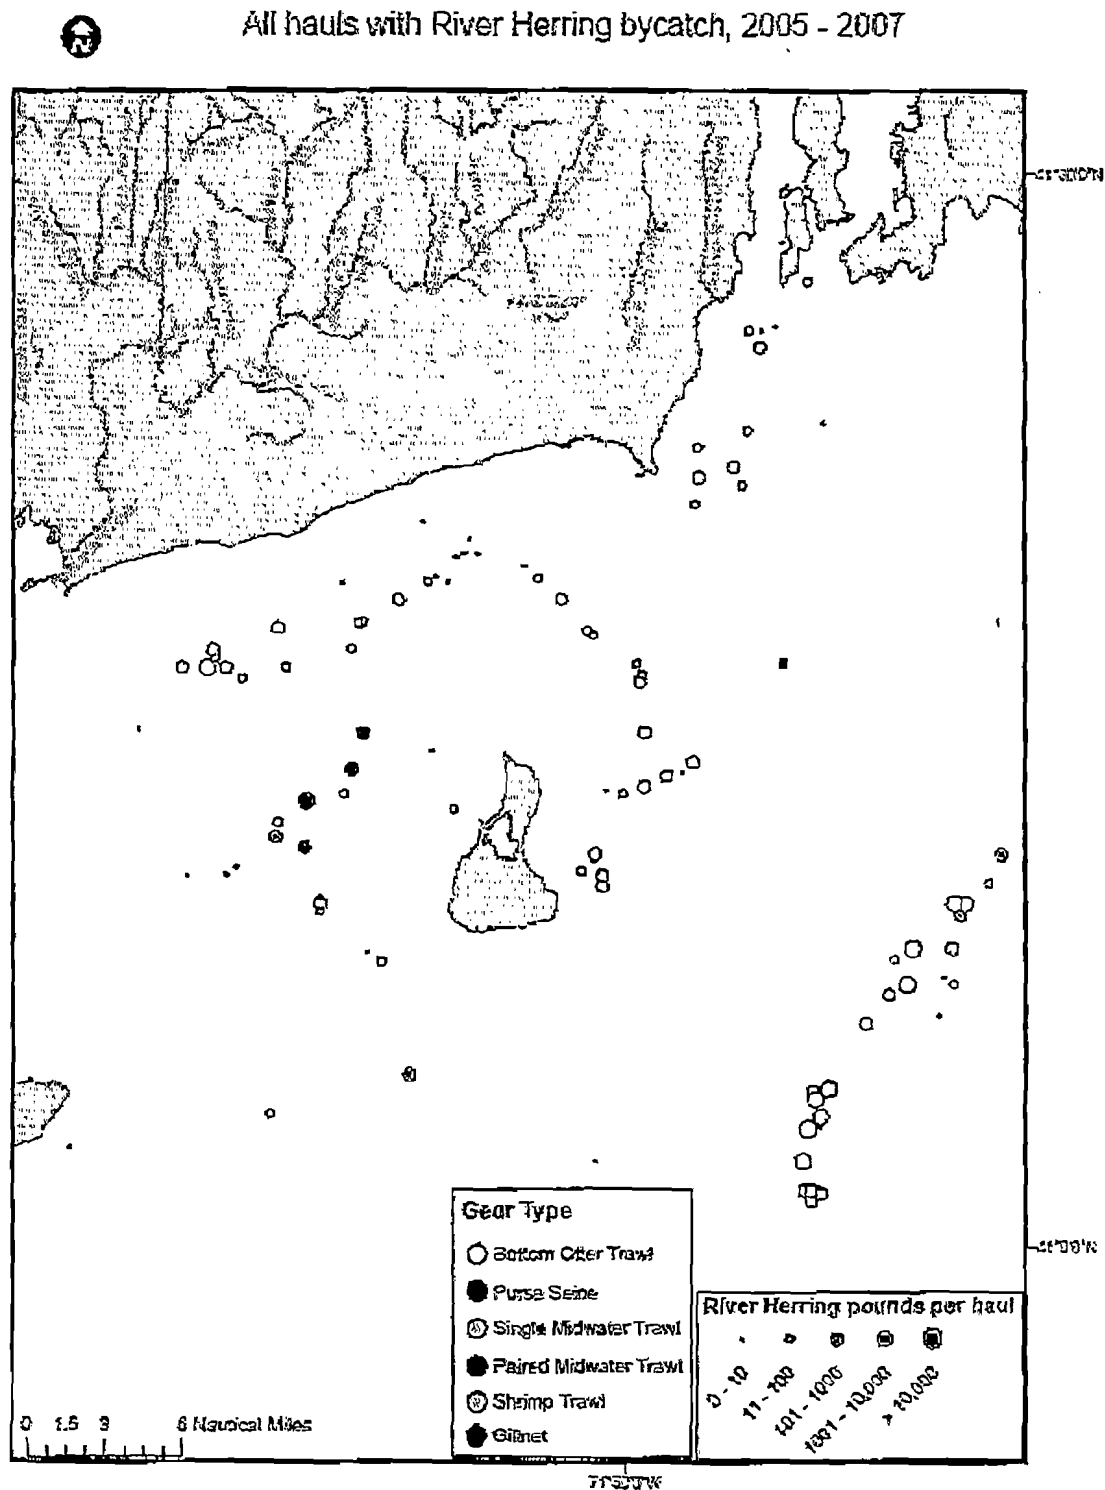 N
All hauls with River Herring bycatch, 2005 - 2007
Gear Type
Bottom Otter Trawl
Purse Seine
Single Midwater Trawl
Paired Midwater Trawl
Shrimp Trawl
Gillnet
River Herring pounds per haul
0 - 10
11 - 100
101 - 1000
1001 - 10,000
> 10,000
0 1.5 3 6 Nautical Miles